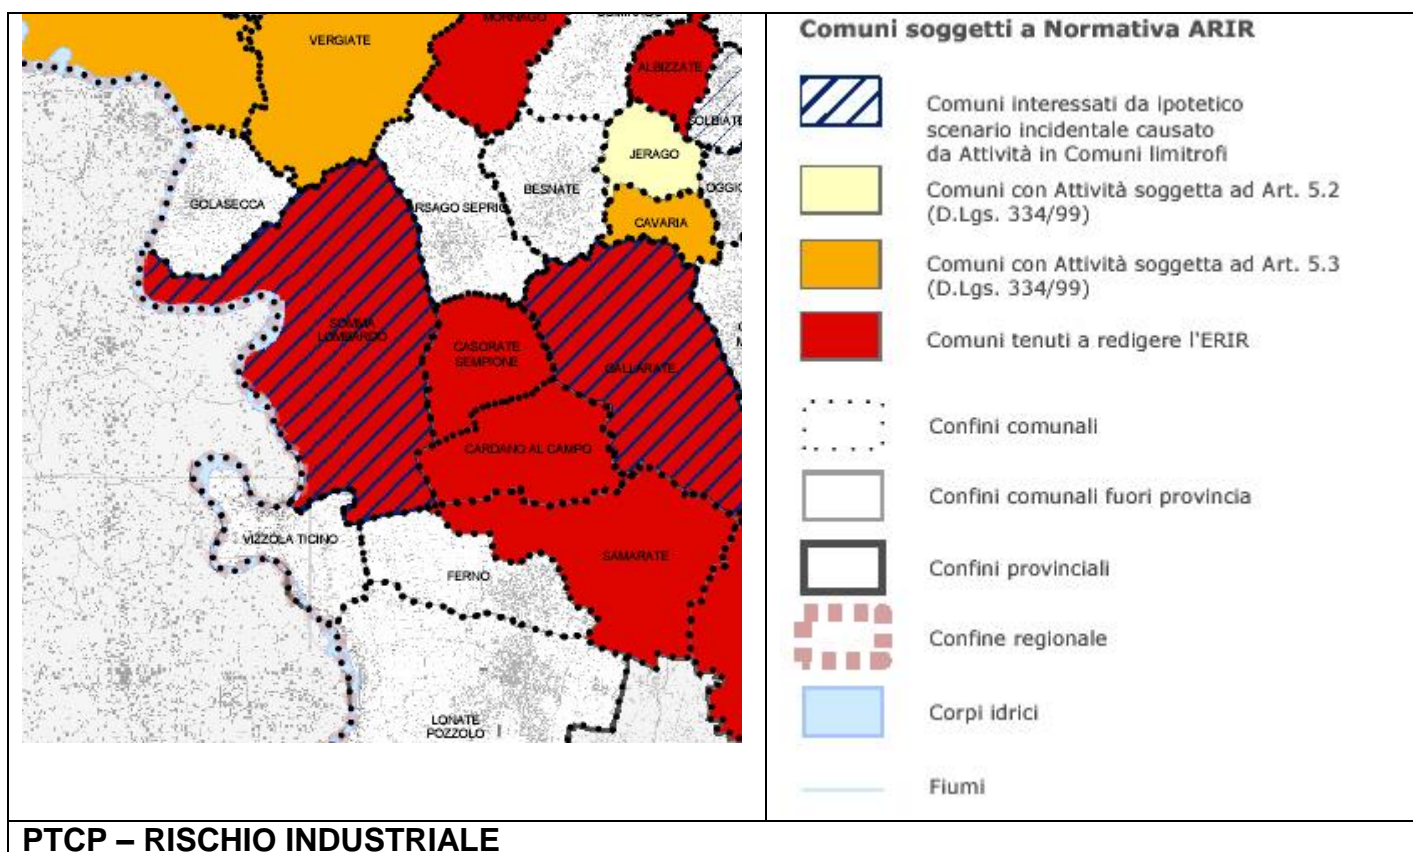 MORNAGO
VERGIATE
ALBIZZATE
JERAGO
BESNATE
GOLASECCA
RSAGO SEPRIO
CAVARIA
SOMMA
LOMBARDO
CASORATE
SEMPIONE
GALLARATE
CARDANO AL CAMPO
VIZZOLA TICINO
FERNO
SAMARATE
LONATE
POZZOLO
Comuni soggetti a Normativa ARIR
Comuni interessati da ipotetico
scenario incidentale causato
da Attività in Comuni limitrofi
Comuni con Attività soggetta ad Art. 5.2
(D.Lgs. 334/99)
Comuni con Attività soggetta ad Art. 5.3
(D.Lgs. 334/99)
Comuni tenuti a redigere l'ERIR
Confini comunali
Confini comunali fuori provincia
Confini provinciali
Confine regionale
Corpi idrici
Fiumi
PTCP – RISCHIO INDUSTRIALE